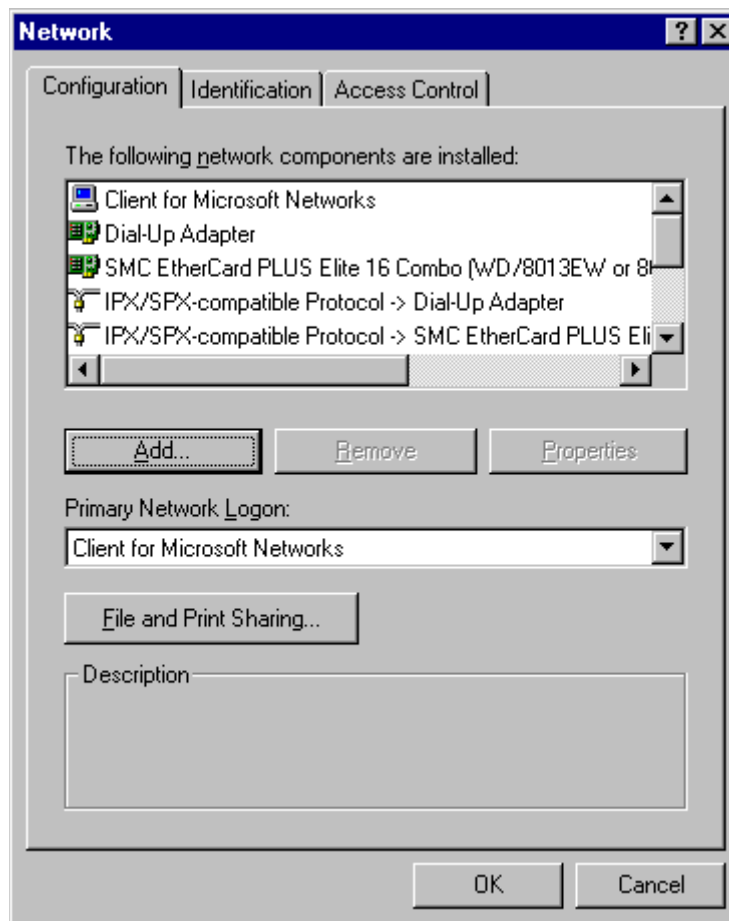 Network
Configuration Identification Access Control
The following network components are installed:
Client for Microsoft Networks
Dial-Up Adapter
SMC EtherCard PLUS Elite 16 Combo (WD/8013EW or
IPX/SPX-compatible Protocol -> Dial-Up Adapter
IPX/SPX-compatible Protocol -> SMC EtherCard PLUS
Add... Remove Properties
Primary Network Logon:
Client for Microsoft Networks
File and Print Sharing...
Description
OK Cancel